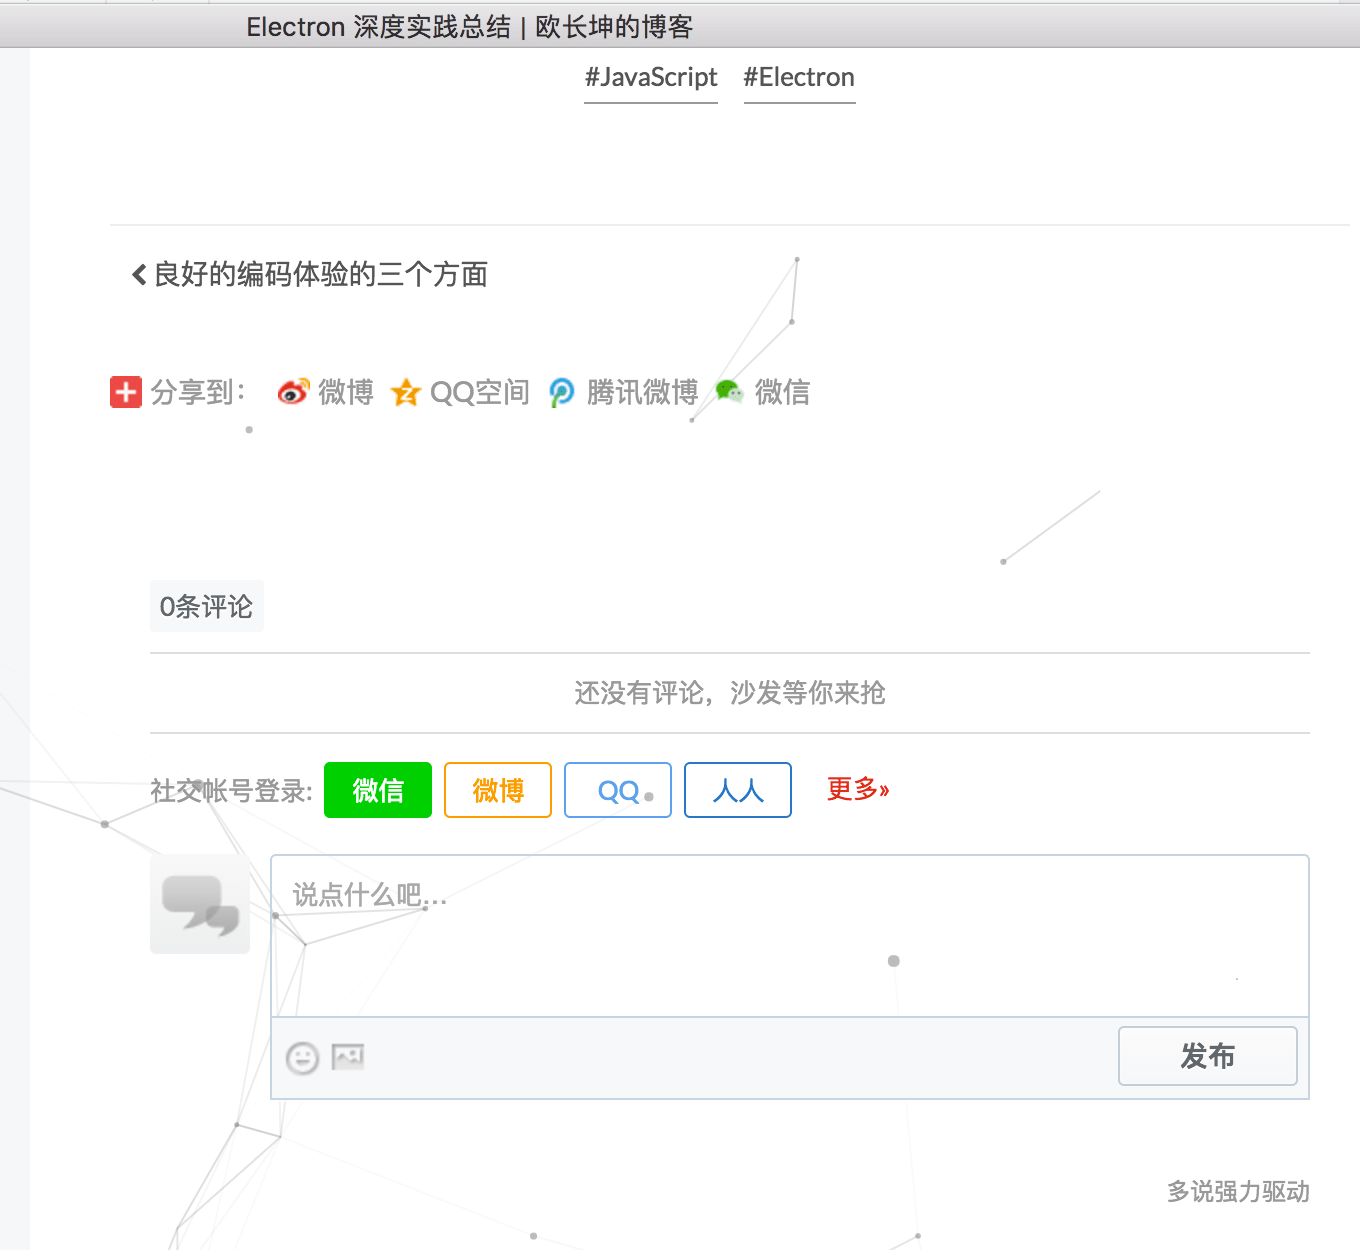 Electron 深度实践总结 | 欧长坤的博客
#JavaScript #Electron
良好的编码体验的三个方面
分享到： 微博 QQ空间 腾讯微博 微信
0条评论
还没有评论，沙发等你来抢
社交帐号登录: 微信 微博 QQ 人人 更多»
说点什么吧...
发布
多说强力驱动